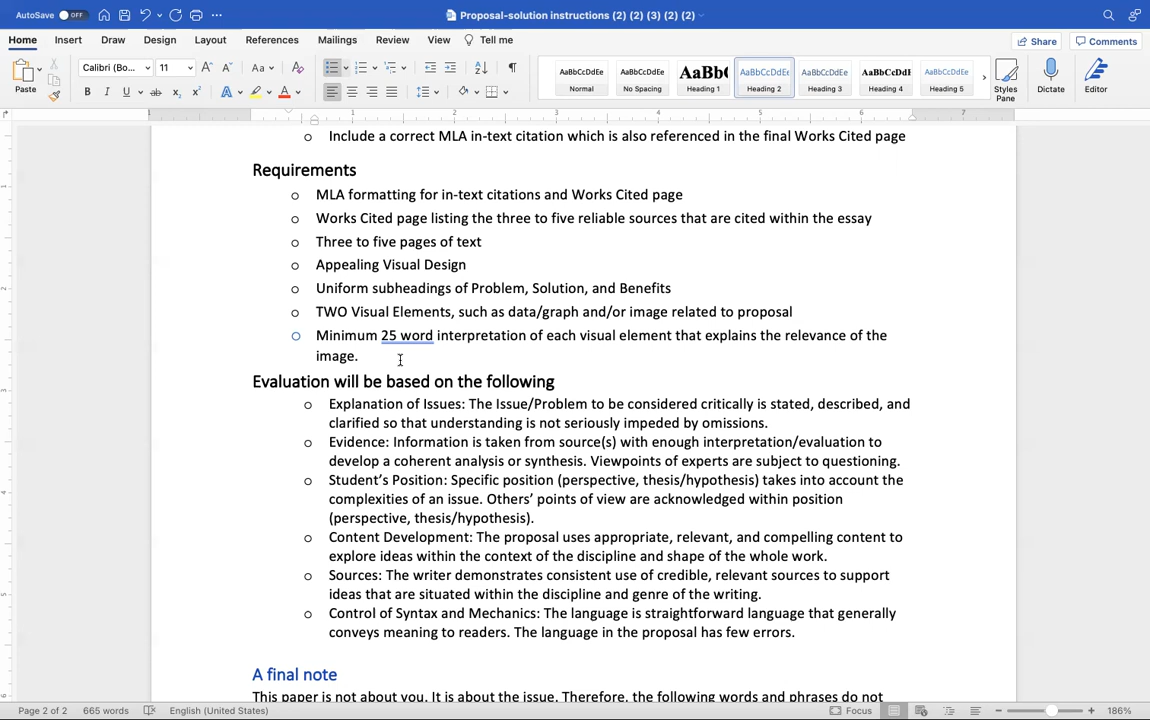 AutoSave OFF Proposal-solution instructions (2) (2) (3) (2) (2)
Home Insert Draw Design Layout References Mailings Review View Tell me Share Comments
Paste Calibri (Bo... 11 Aa
B I U ab x₂ x² A A
AaBbCcDdEe Normal
AaBbCcDdEe No Spacing
AaBb( Heading 1
AaBbCcDdEe Heading 2
AaBbCcDdEe Heading 3
AaBbCcDdE Heading 4
AaBbCcDdEe Heading 5
Styles Pane
Dictate
Editor
o Include a correct MLA in-text citation which is also referenced in the final Works Cited page
Requirements
o MLA formatting for in-text citations and Works Cited page
o Works Cited page listing the three to five reliable sources that are cited within the essay
o Three to five pages of text
o Appealing Visual Design
o Uniform subheadings of Problem, Solution, and Benefits
o TWO Visual Elements, such as data/graph and/or image related to proposal
o Minimum 25 word interpretation of each visual element that explains the relevance of the
image.
Evaluation will be based on the following
o Explanation of Issues: The Issue/Problem to be considered critically is stated, described, and
clarified so that understanding is not seriously impeded by omissions.
o Evidence: Information is taken from source(s) with enough interpretation/evaluation to
develop a coherent analysis or synthesis. Viewpoints of experts are subject to questioning.
o Student's Position: Specific position (perspective, thesis/hypothesis) takes into account the
complexities of an issue. Others' points of view are acknowledged within position
(perspective, thesis/hypothesis).
o Content Development: The proposal uses appropriate, relevant, and compelling content to
explore ideas within the context of the discipline and shape of the whole work.
o Sources: The writer demonstrates consistent use of credible, relevant sources to support
ideas that are situated within the discipline and genre of the writing.
o Control of Syntax and Mechanics: The language is straightforward language that generally
conveys meaning to readers. The language in the proposal has few errors.
A final note
This paper is not about you. It is about the issue. Therefore, the following words and phrases do not
Page 2 of 2 665 words English (United States) Focus 186%